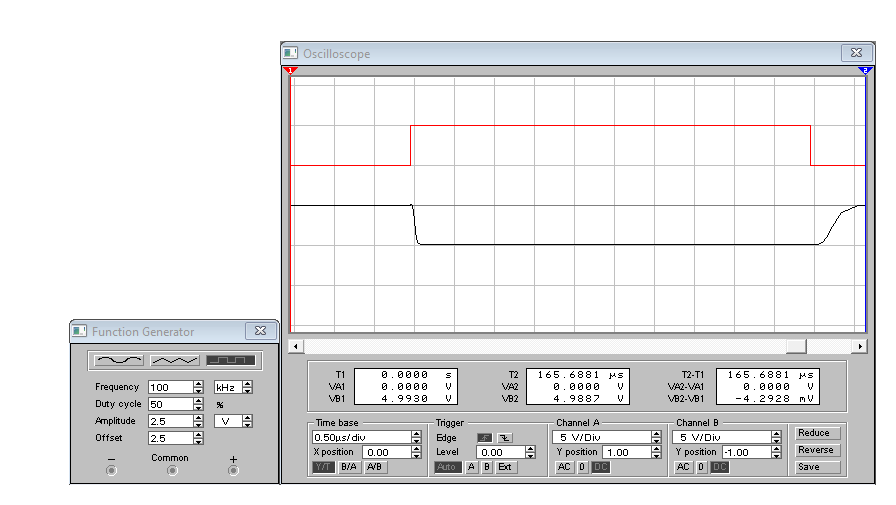 Oscilloscope
1 2
T1 0.0000 s T2 165.6881 µs T2-T1 165.6881 µs
VA1 0.0000 V VA2 0.0000 V VA2-VA1 0.0000 V
VB1 4.9930 V VB2 4.9887 V VB2-VB1 -4.2928 mV
Time base Trigger Channel A Channel B
0.50µs/div Edge 5 V/Div 5 V/Div Reduce
X position 0.00 Level 0.00 Y position 1.00 Y position -1.00 Reverse
Y/T B/A A/B Auto A B Ext AC 0 DC AC 0 DC Save
Function Generator
Frequency 100 kHz
Duty cycle 50 %
Amplitude 2.5 V
Offset 2.5
− Common +